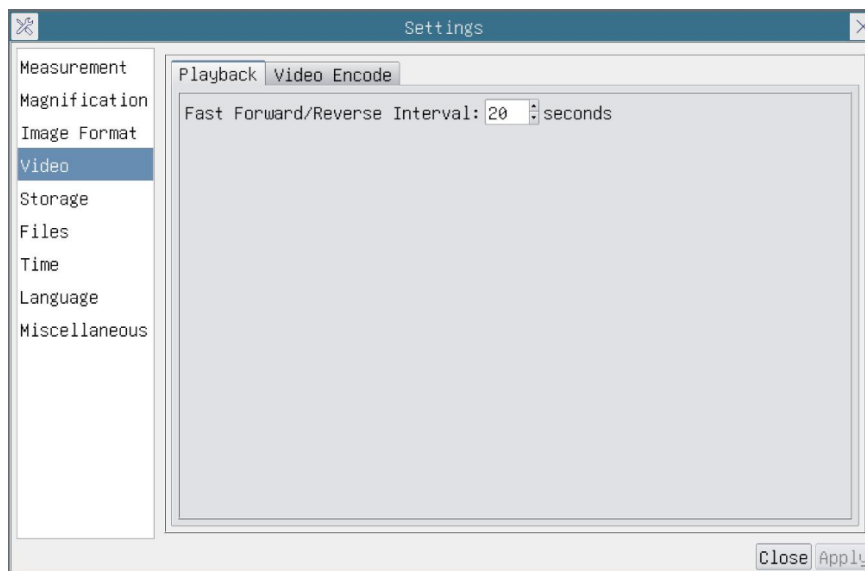 Settings
Measurement
Magnification
Image Format
Video
Storage
Files
Time
Language
Miscellaneous
Playback Video Encode
Fast Forward/Reverse Interval: 20 seconds
Close Apply